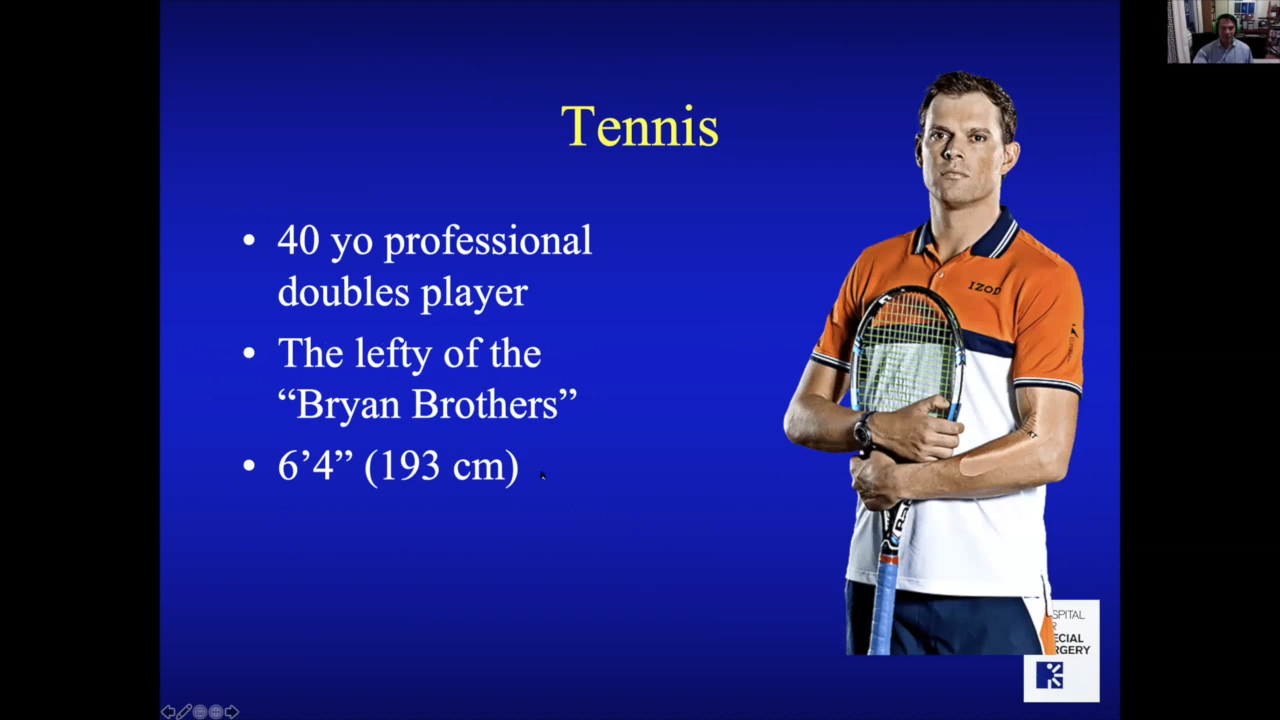 Tennis
• 40 yo professional
doubles player
• The lefty of the
“Bryan Brothers”
• 6’4” (193 cm)
IZOD
SPITAL
R
ECIAL
RGERY